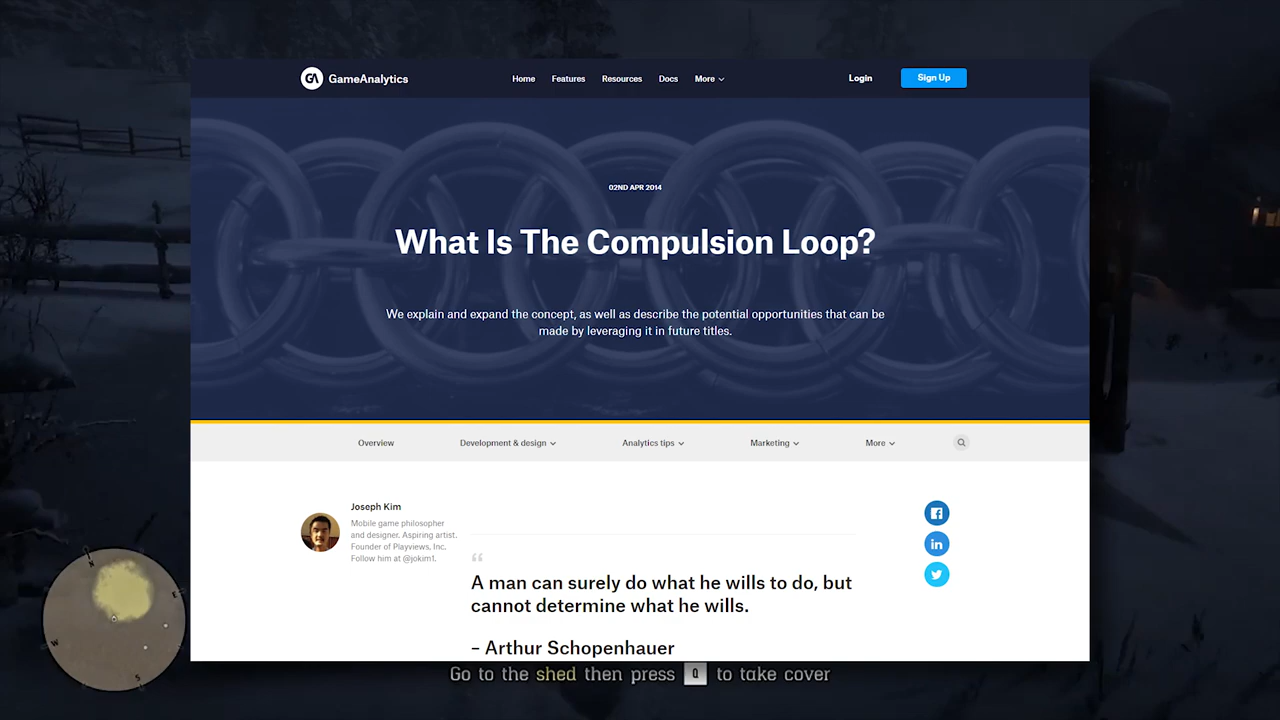 GA GameAnalytics
Home Features Resources Docs More
Login
Sign Up
02ND APR 2014
What Is The Compulsion Loop?
We explain and expand the concept, as well as describe the potential opportunities that can be
made by leveraging it in future titles.
Overview Development & design Analytics tips Marketing More
Joseph Kim
Mobile game philosopher
and designer. Aspiring artist.
Founder of Playviews, Inc.
Follow him at @jokim1.
“
A man can surely do what he wills to do, but
cannot determine what he wills.
– Arthur Schopenhauer
N
E
W
S
Go to the shed then press Q to take cover